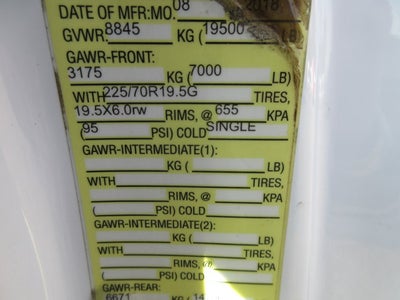 DATE OF MFR:MO. 08 2018
GVWR: 8845 KG (19500
GAWR-FRONT:
3175 KG (7000 LB)
WITH 225/70R19.5G TIRES,
19.5X6.0rw RIMS, @ 655 KPA
(95 PSI) COLD SINGLE
GAWR-INTERMEDIATE(1):
KG ( LB)
WITH TIRES,
RIMS, @ KPA
( PSI) COLD
GAWR-INTERMEDIATE(2):
KG ( LB)
WITH TIRES,
RIMS, @ KPA
( PSI) COLD
GAWR-REAR:
6671 KG